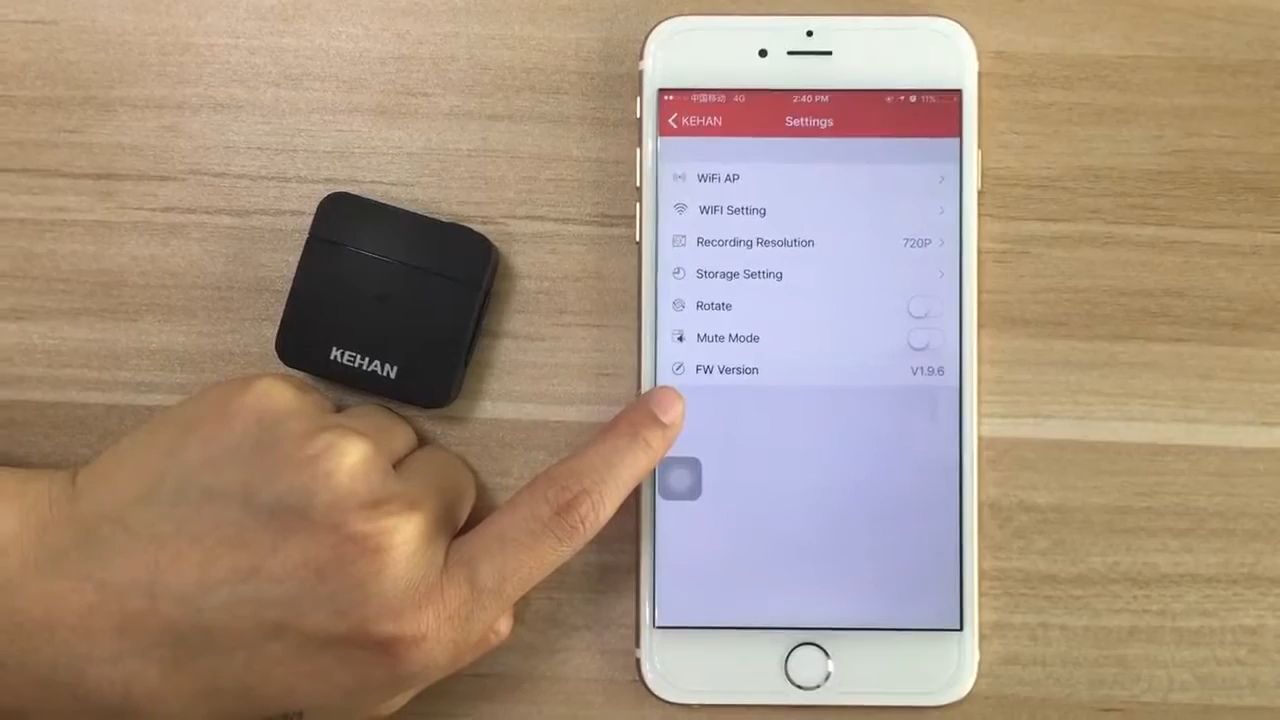 KEHAN
中国移动 4G 2:40 PM 11%
KEHAN Settings
WiFi AP
WIFI Setting
Recording Resolution 720P
Storage Setting
Rotate
Mute Mode
FW Version V1.9.6